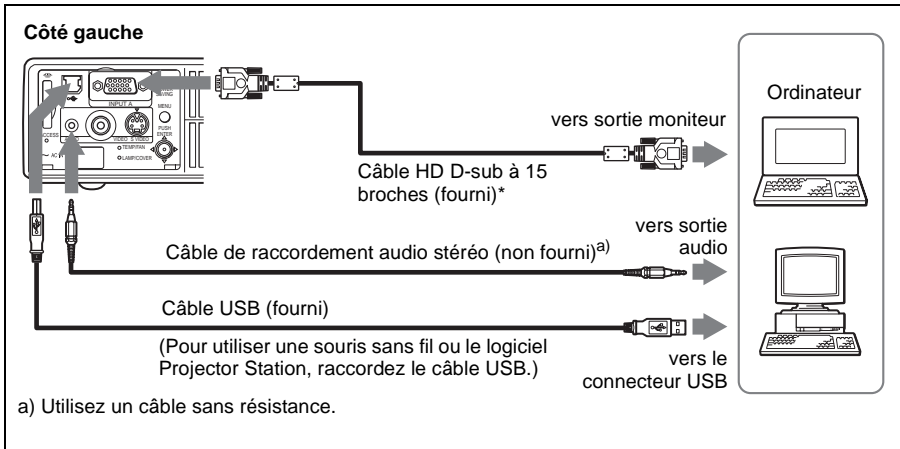 Côté gauche
Ordinateur
INPUT A
MENU
PUSH
ENTER
VIDEO S VIDEO
TEMP/FAN
LAMP/COVER
vers sortie moniteur
Câble HD D-sub à 15
broches (fourni)*
vers sortie
audio
Câble de raccordement audio stéréo (non fourni)a)
Câble USB (fourni)
(Pour utiliser une souris sans fil ou le logiciel
Projector Station, raccordez le câble USB.)
vers le
connecteur USB
a) Utilisez un câble sans résistance.